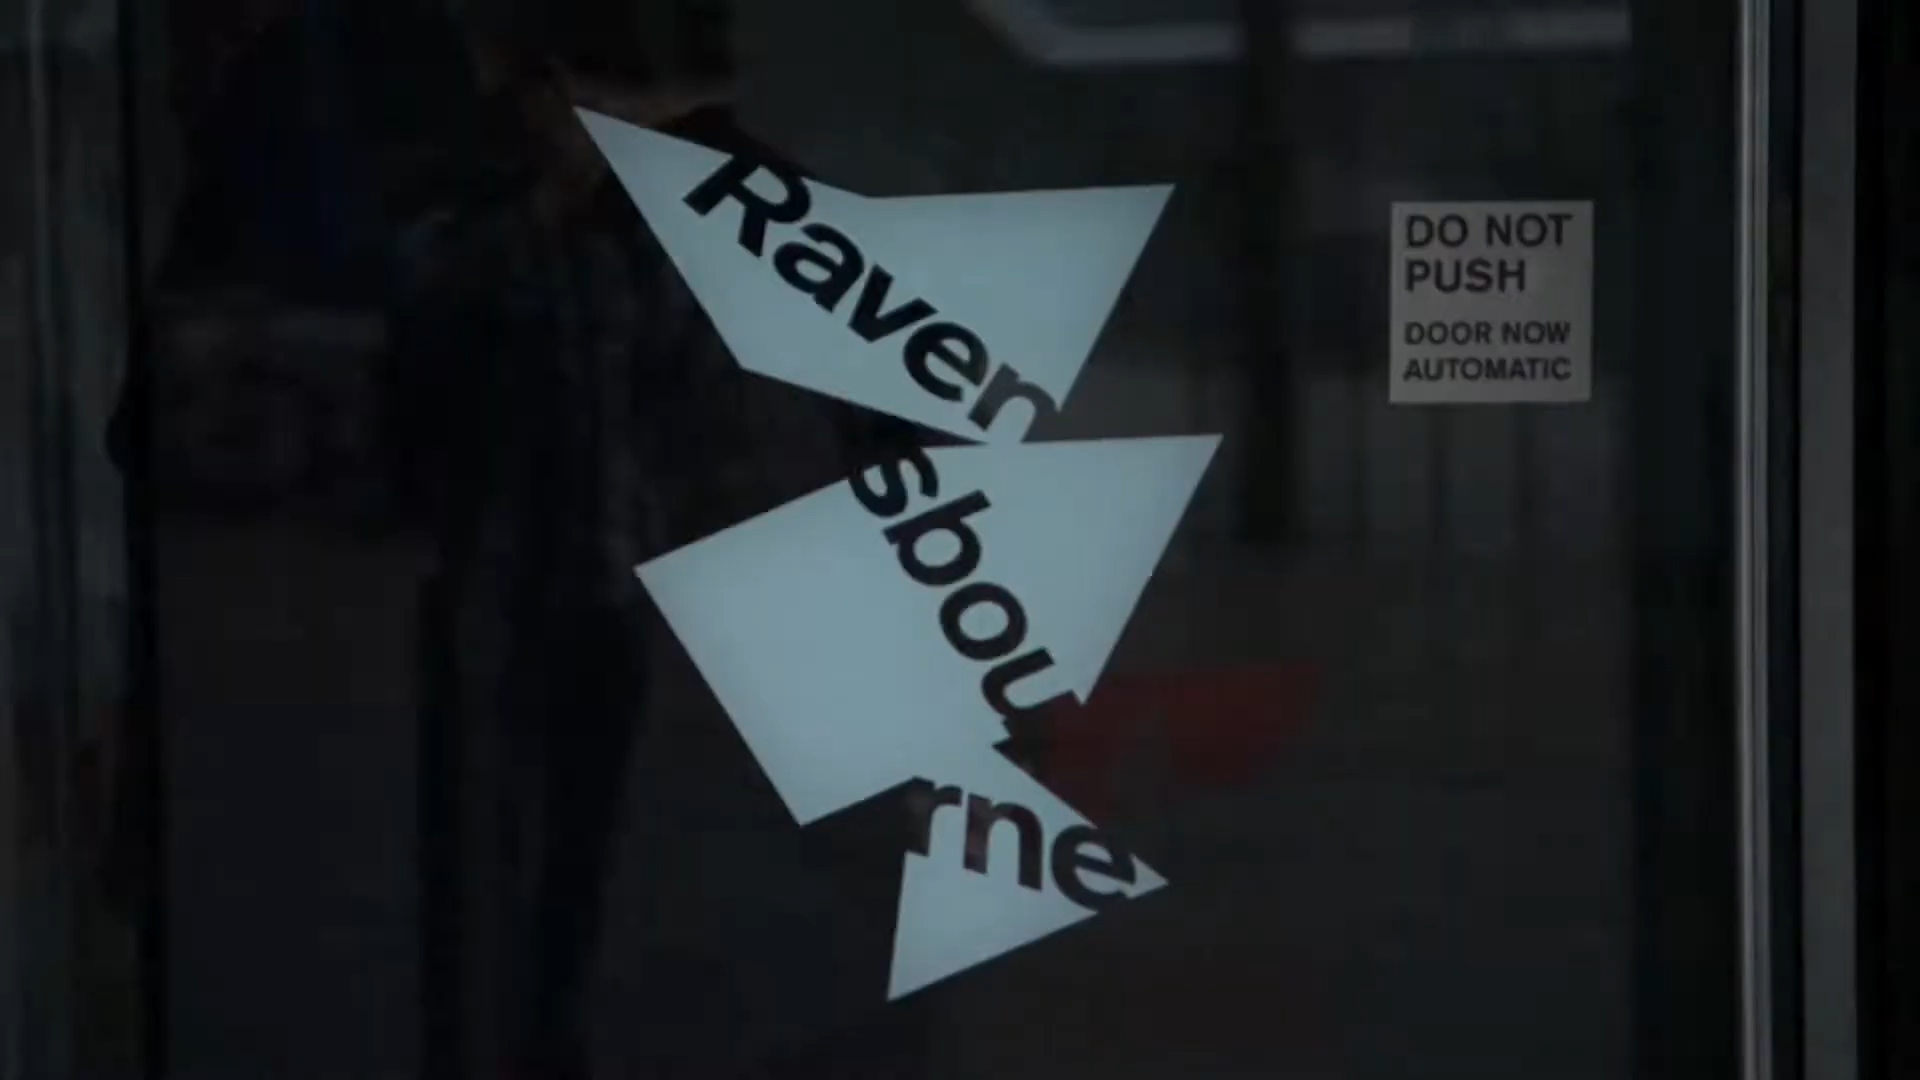 Raven
sbou
rne
DO NOT
PUSH
DOOR NOW
AUTOMATIC